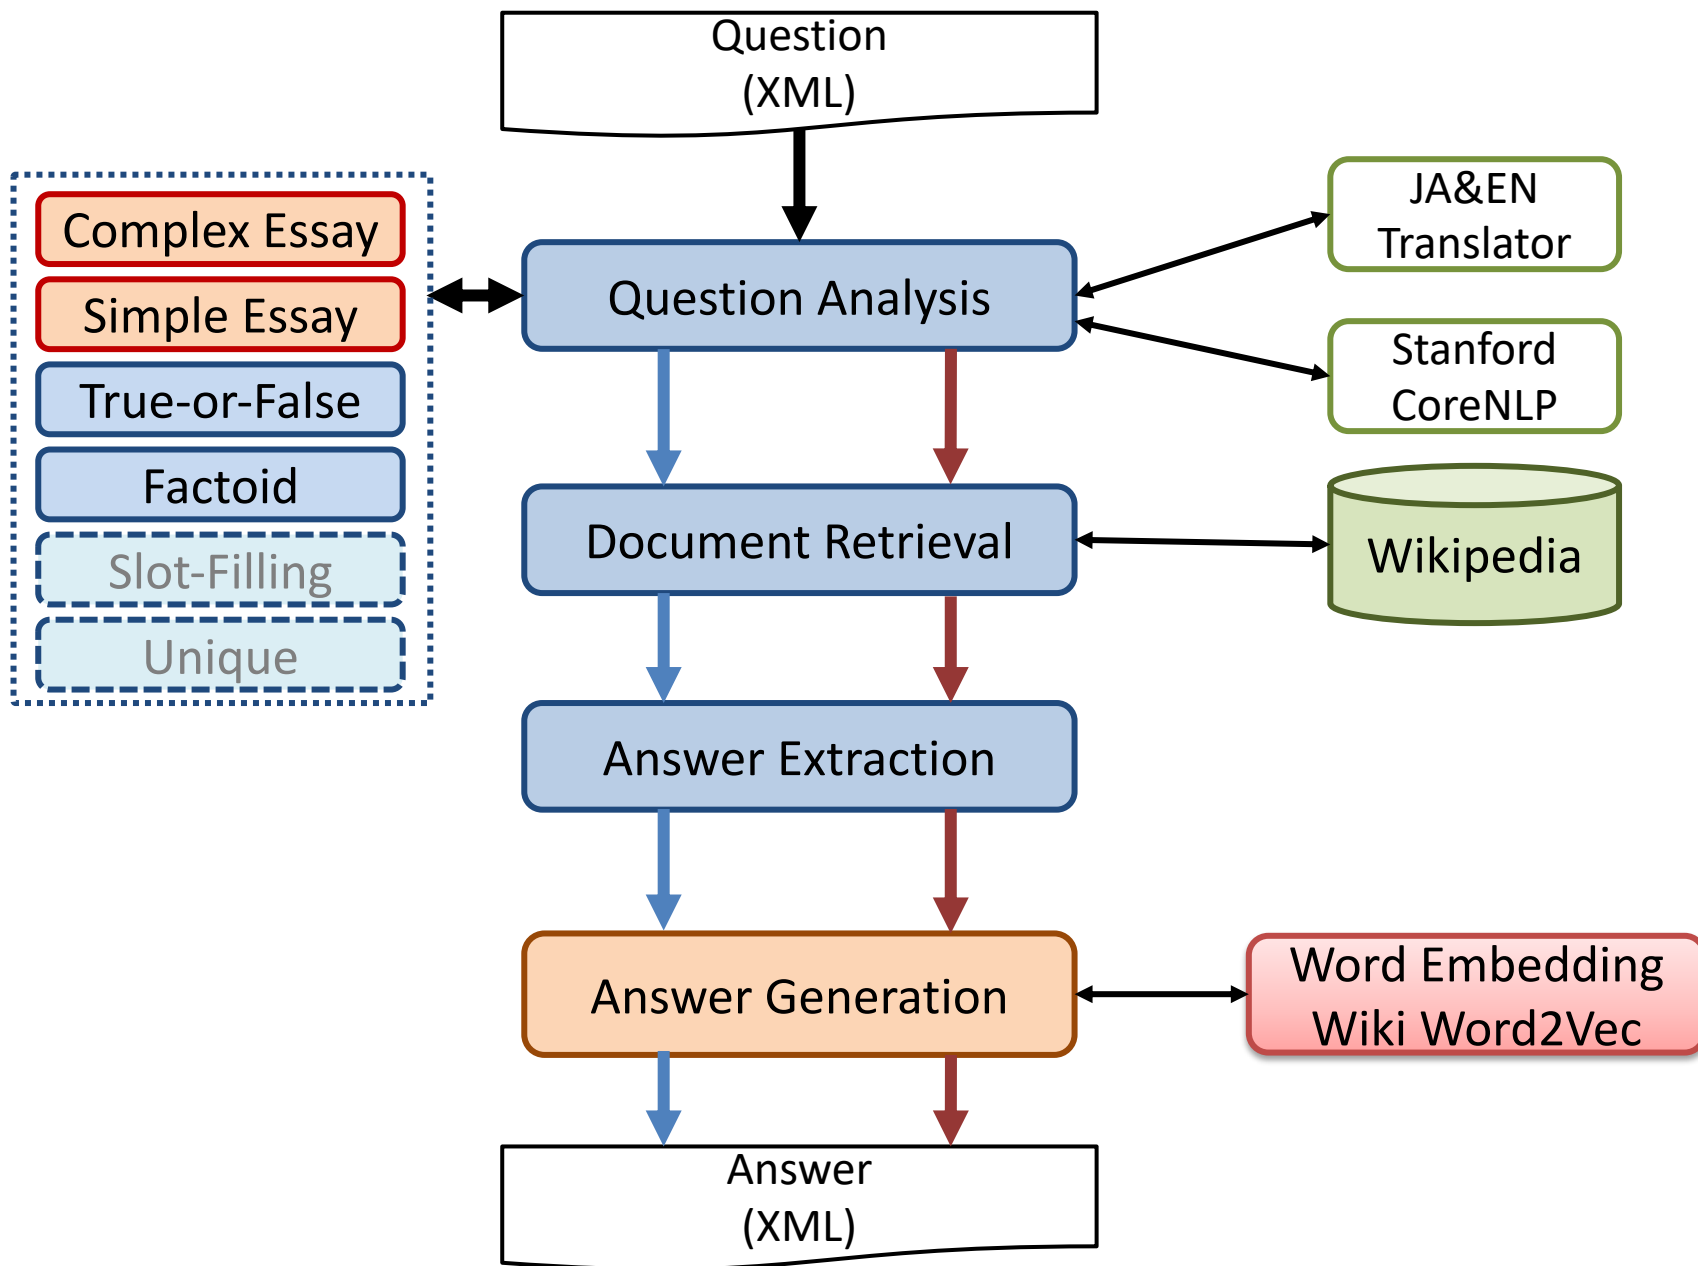 Question
(XML)
Complex Essay
Simple Essay
True-or-False
Factoid
Slot-Filling
Unique
Question Analysis
JA&EN
Translator
Stanford
CoreNLP
Document Retrieval
Wikipedia
Answer Extraction
Answer Generation
Word Embedding
Wiki Word2Vec
Answer
(XML)